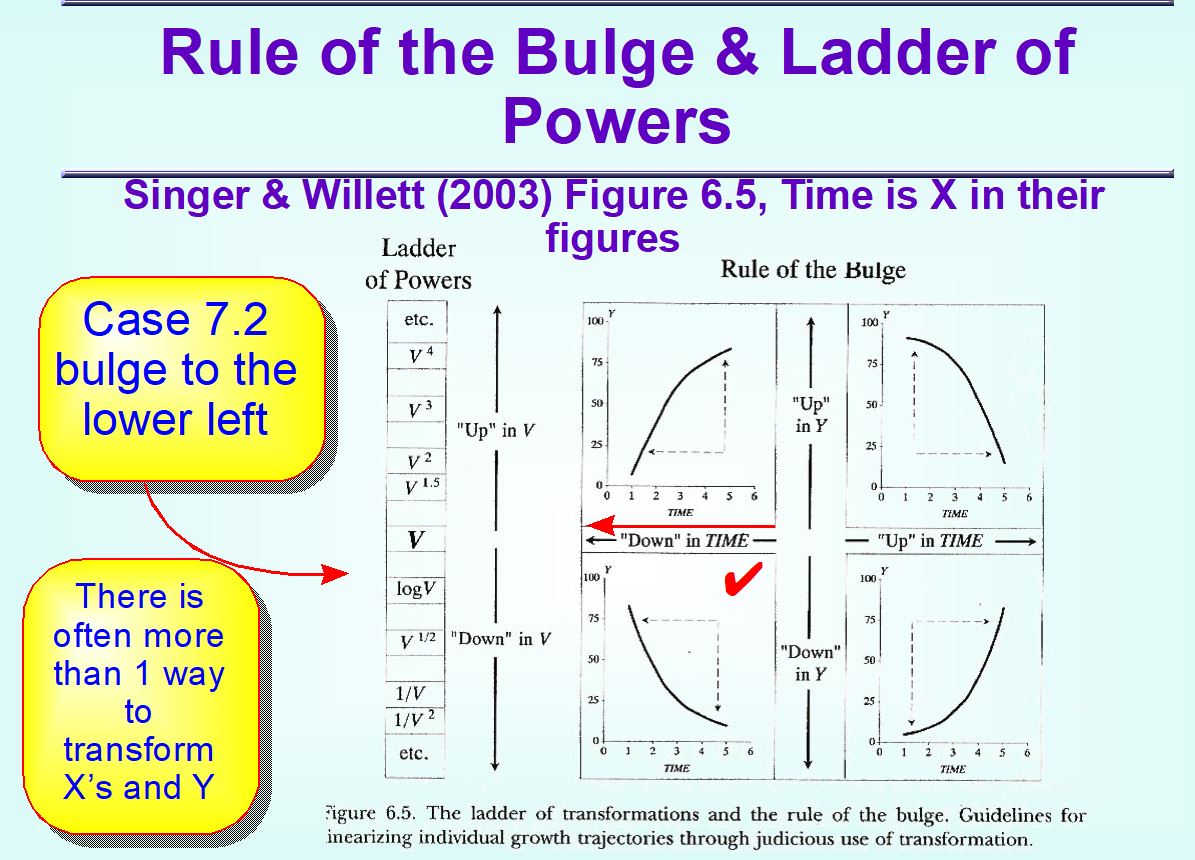 Rule of the Bulge & Ladder of
Powers
Singer & Willett (2003) Figure 6.5, Time is X in their
figures
Case 7.2
bulge to the
lower left
There is
often more
than 1 way
to
transform
X's and Y
Ladder
of Powers
etc.
V 4
V 3
V 2
V 1.5
V
logV
V 1/2
1/V
1/V 2
etc.
"Up" in V
"Down" in V
Rule of the Bulge
Y
100
75
50
25
0
0 1 2 3 4 5 6
TIME
"Up"
in Y
Y
100
75
50
25
0
0 1 2 3 4 5 6
TIME
"Down" in TIME
"Up" in TIME
Y
100
75
50
25
0
0 1 2 3 4 5 6
TIME
"Down"
in Y
Y
100
75
50
25
0
0 1 2 3 4 5 6
TIME
Figure 6.5. The ladder of transformations and the rule of the bulge. Guidelines for
inearizing individual growth trajectories through judicious use of transformation.